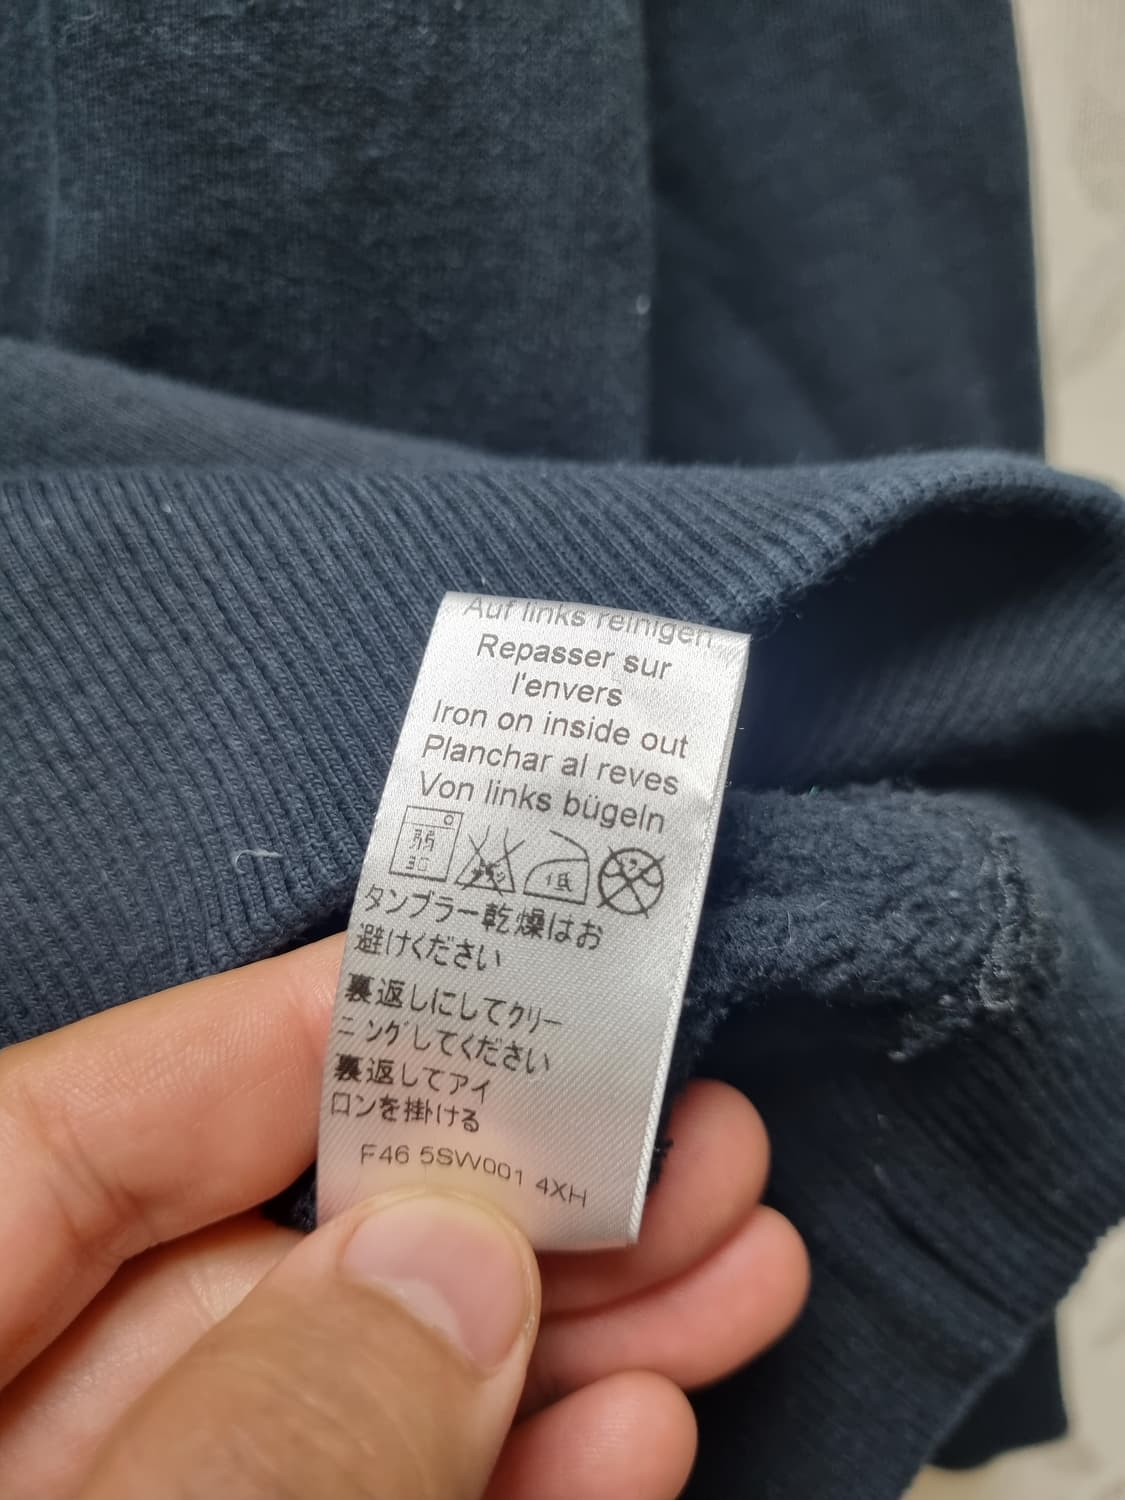 Auf links reinigen
Repasser sur
l'envers
Iron on inside out
Planchar al reves
Von links bügeln
弱
30
低
タンブラー乾燥はお
避けください
裏返しにしてクリー
ニングしてください
裏返してアイ
ロンを掛ける
F46 5SW001 4XH